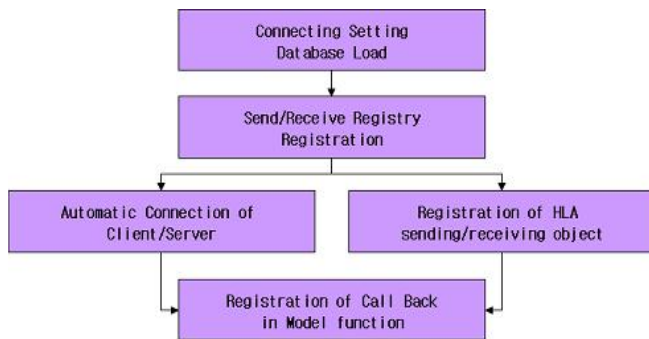 Connecting Setting
Database Load
Send/Receive Registry
Registration
Automatic Connection of
Client/Server
Registration of HLA
sending/receiving object
Registration of Call Back
in Model function